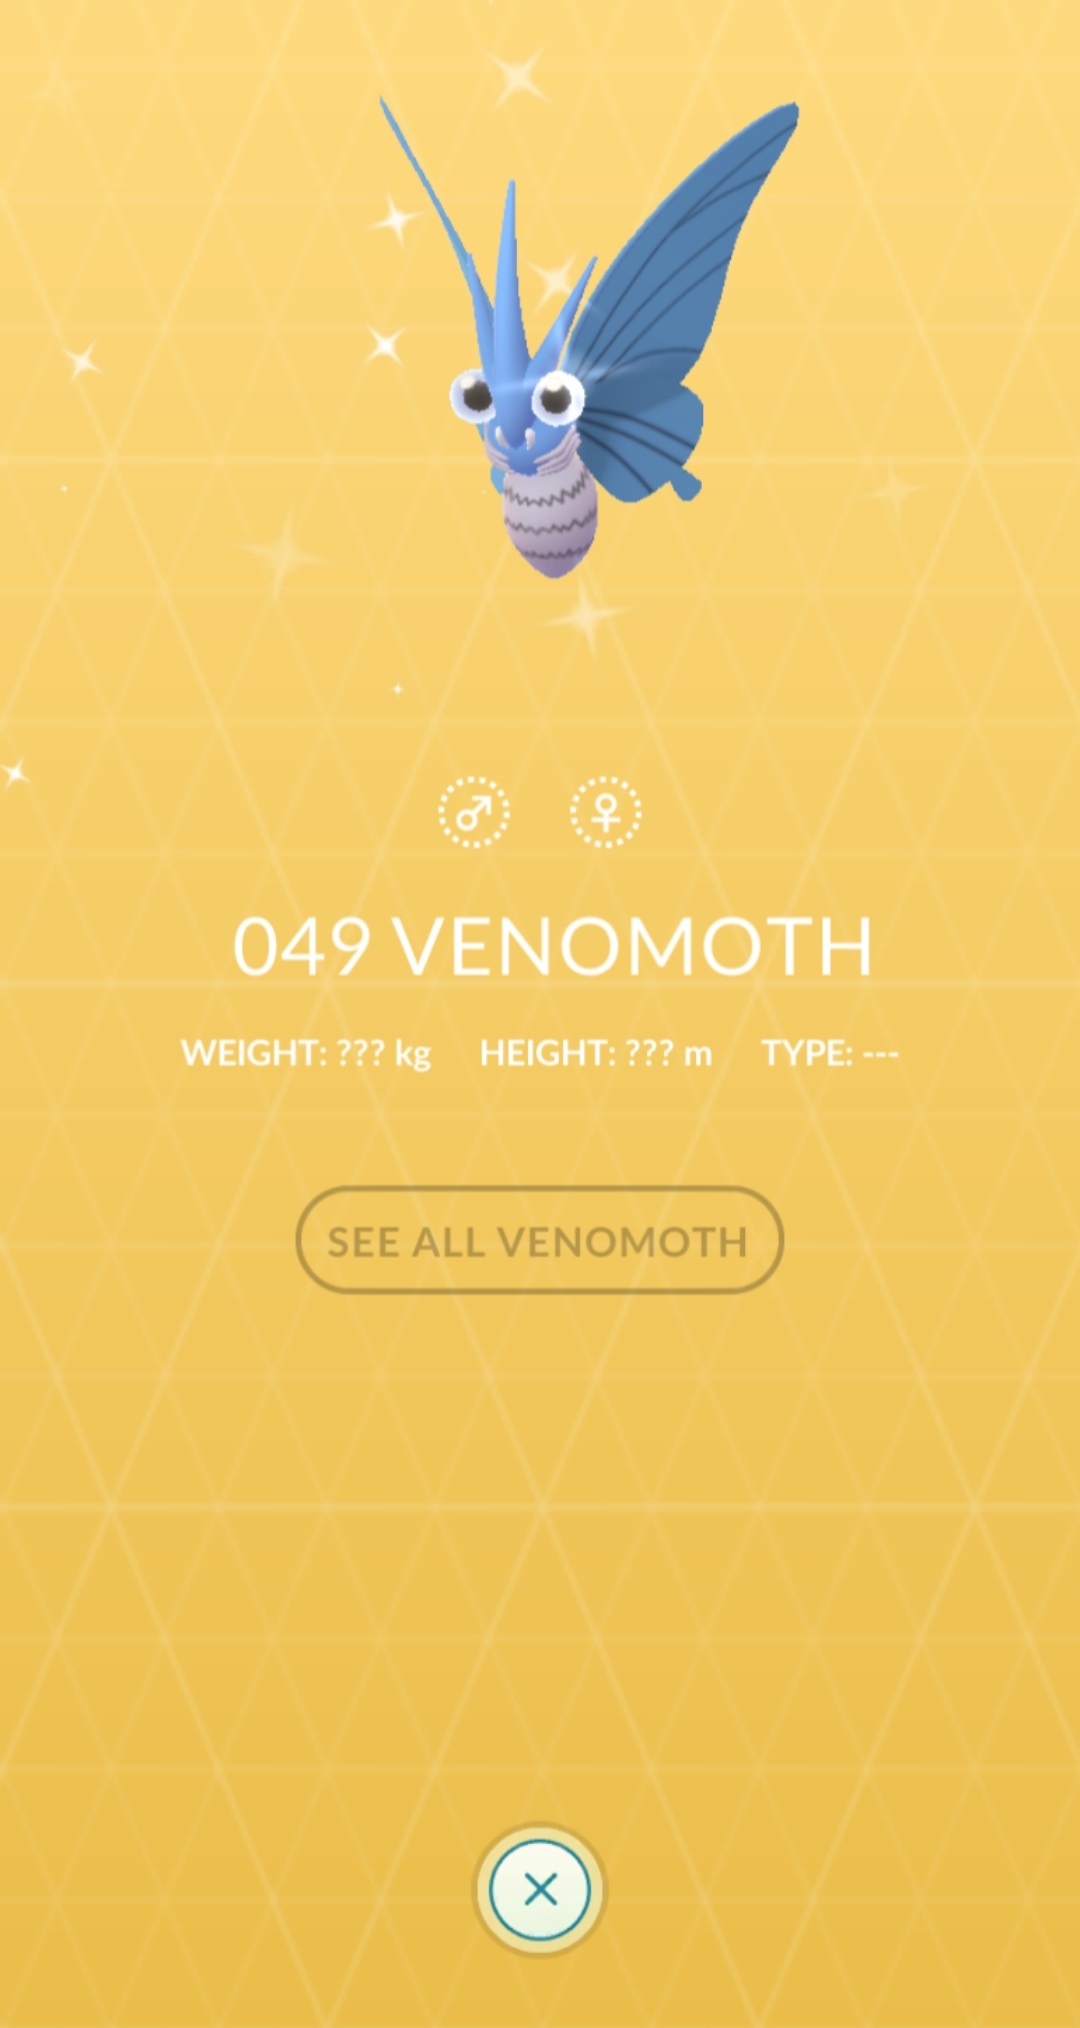 ♂ ♀
049 VENOMOTH
WEIGHT: ??? kg HEIGHT: ??? m TYPE: ---
SEE ALL VENOMOTH